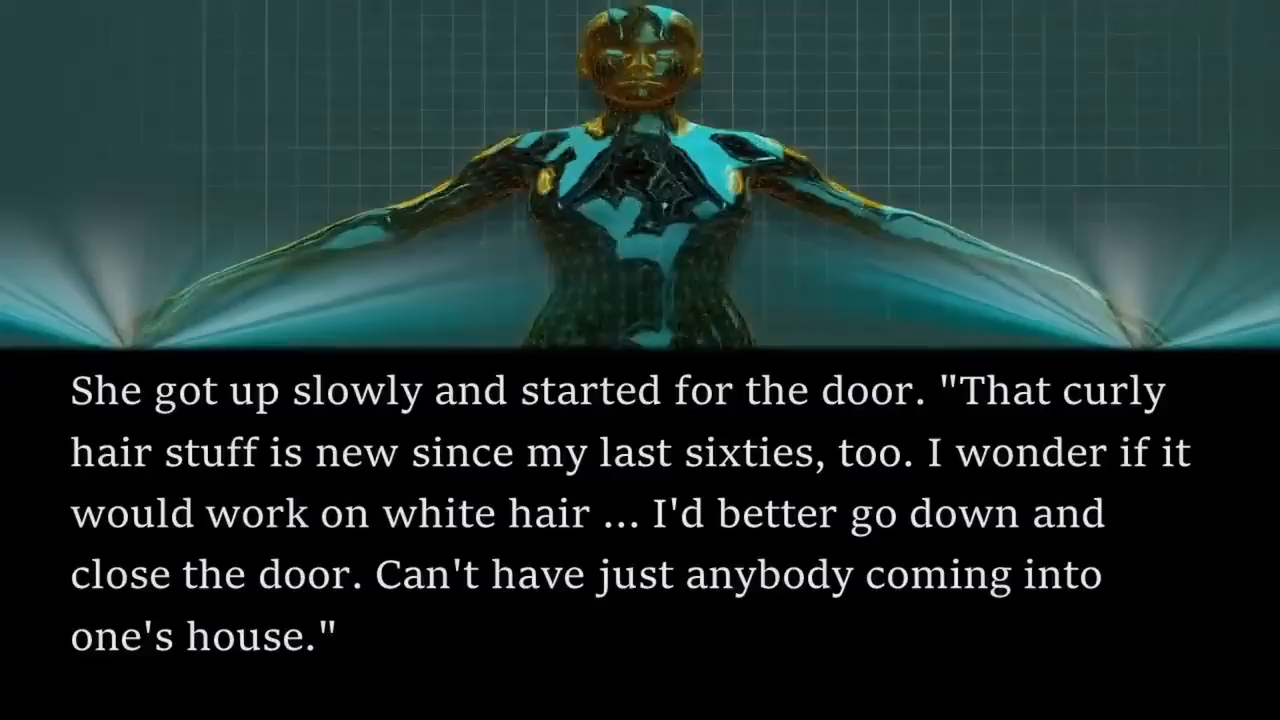 She got up slowly and started for the door. "That curly
hair stuff is new since my last sixties, too. I wonder if it
would work on white hair ... I'd better go down and
close the door. Can't have just anybody coming into
one's house."